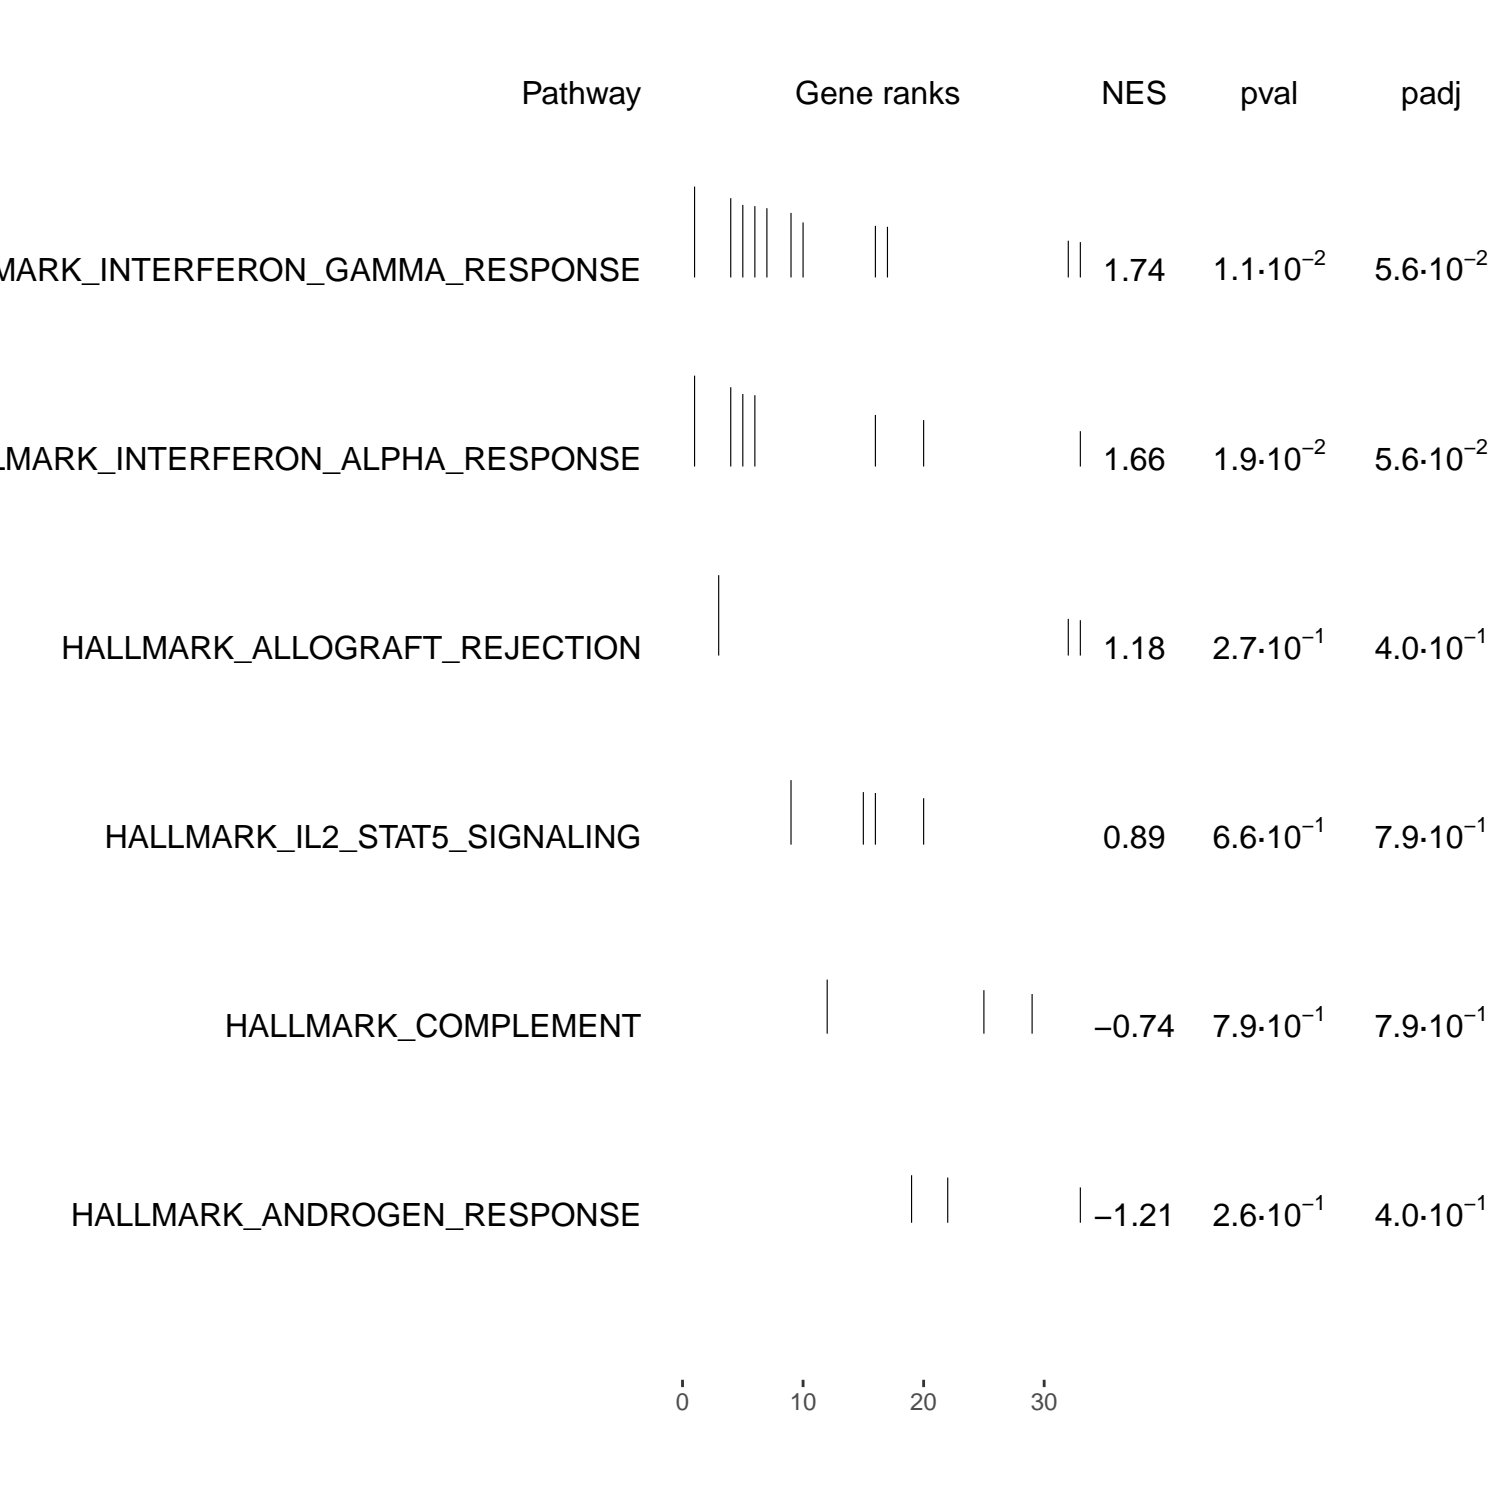 Pathway Gene ranks NES pval padj
MARK_INTERFERON_GAMMA_RESPONSE 1.74 1.1·10⁻² 5.6·10⁻²
LMARK_INTERFERON_ALPHA_RESPONSE 1.66 1.9·10⁻² 5.6·10⁻²
HALLMARK_ALLOGRAFT_REJECTION 1.18 2.7·10⁻¹ 4.0·10⁻¹
HALLMARK_IL2_STAT5_SIGNALING 0.89 6.6·10⁻¹ 7.9·10⁻¹
HALLMARK_COMPLEMENT −0.74 7.9·10⁻¹ 7.9·10⁻¹
HALLMARK_ANDROGEN_RESPONSE −1.21 2.6·10⁻¹ 4.0·10⁻¹
0 10 20 30